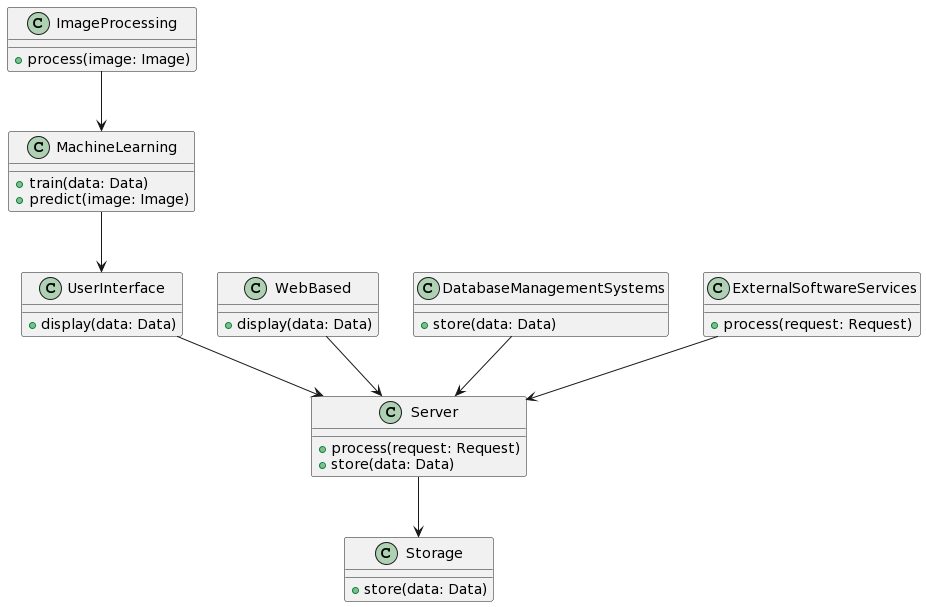 C ImageProcessing
process(image: Image)
C MachineLearning
train(data: Data)
predict(image: Image)
C UserInterface
display(data: Data)
C WebBased
display(data: Data)
C DatabaseManagementSystems
store(data: Data)
C ExternalSoftwareServices
process(request: Request)
C Server
process(request: Request)
store(data: Data)
C Storage
store(data: Data)